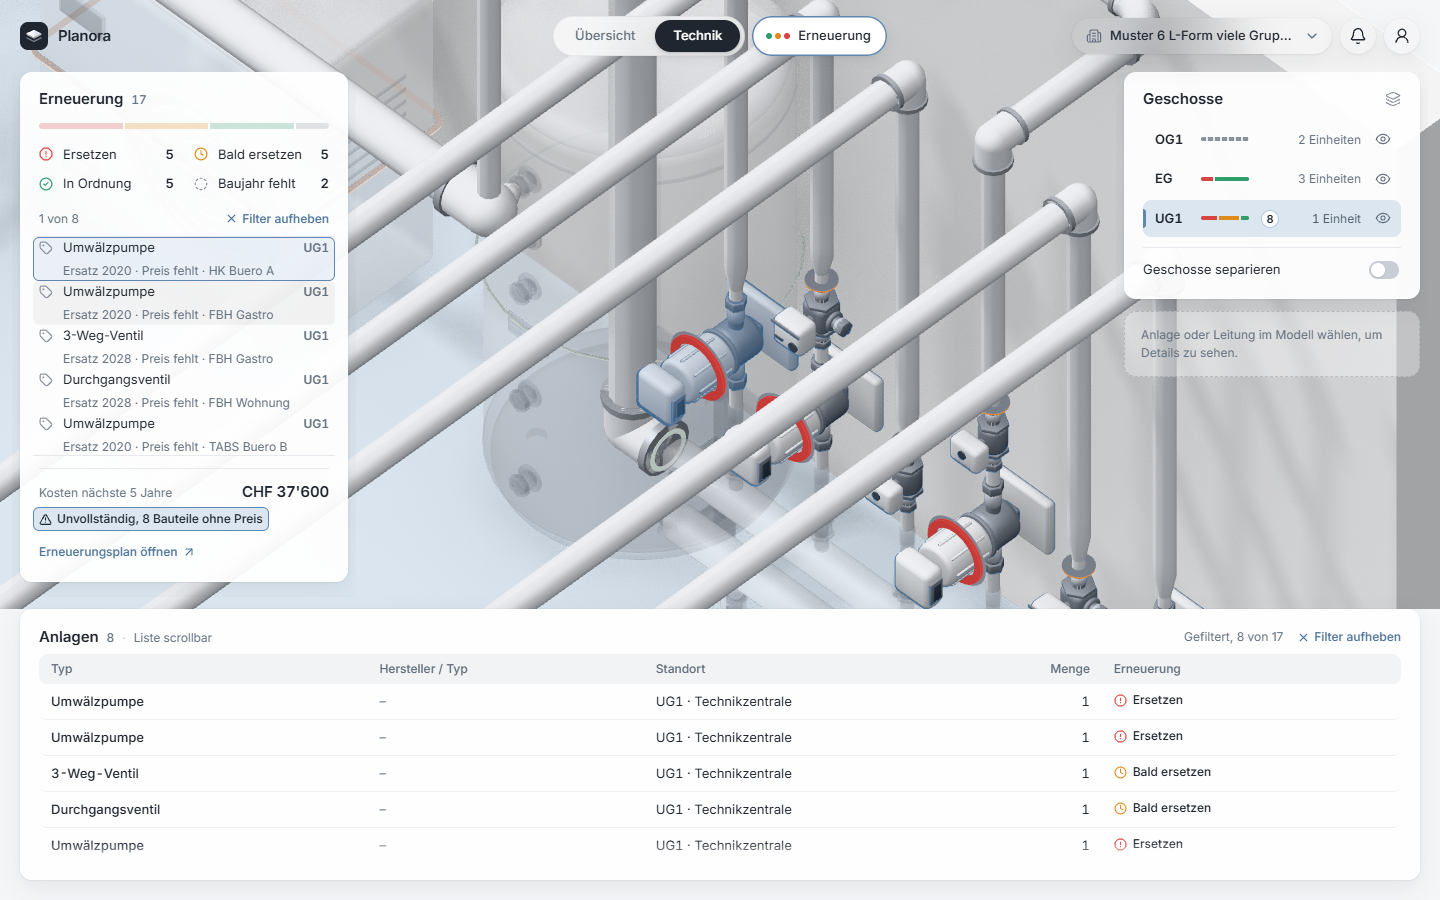 Planora
Übersicht
Technik
Erneuerung
Muster 6 L-Form viele Grup...
Erneuerung 17
Ersetzen 5
Bald ersetzen 5
In Ordnung 5
Baujahr fehlt 2
1 von 8
Filter aufheben
Umwälzpumpe UG1
Ersatz 2020 · Preis fehlt · HK Buero A
Umwälzpumpe UG1
Ersatz 2020 · Preis fehlt · FBH Gastro
3-Weg-Ventil UG1
Ersatz 2028 · Preis fehlt · FBH Gastro
Durchgangsventil UG1
Ersatz 2028 · Preis fehlt · FBH Wohnung
Umwälzpumpe UG1
Ersatz 2020 · Preis fehlt · TABS Buero B
Kosten nächste 5 Jahre CHF 37'600
Unvollständig, 8 Bauteile ohne Preis
Erneuerungsplan öffnen
Geschosse
OG1 2 Einheiten
EG 3 Einheiten
UG1 8 1 Einheit
Geschosse separieren
Anlage oder Leitung im Modell wählen, um
Details zu sehen.
Anlagen 8 · Liste scrollbar
Gefiltert, 8 von 17
Filter aufheben
Typ Hersteller / Typ Standort Menge Erneuerung
Umwälzpumpe – UG1 · Technikzentrale 1 Ersetzen
Umwälzpumpe – UG1 · Technikzentrale 1 Ersetzen
3-Weg-Ventil – UG1 · Technikzentrale 1 Bald ersetzen
Durchgangsventil – UG1 · Technikzentrale 1 Bald ersetzen
Umwälzpumpe – UG1 · Technikzentrale 1 Ersetzen